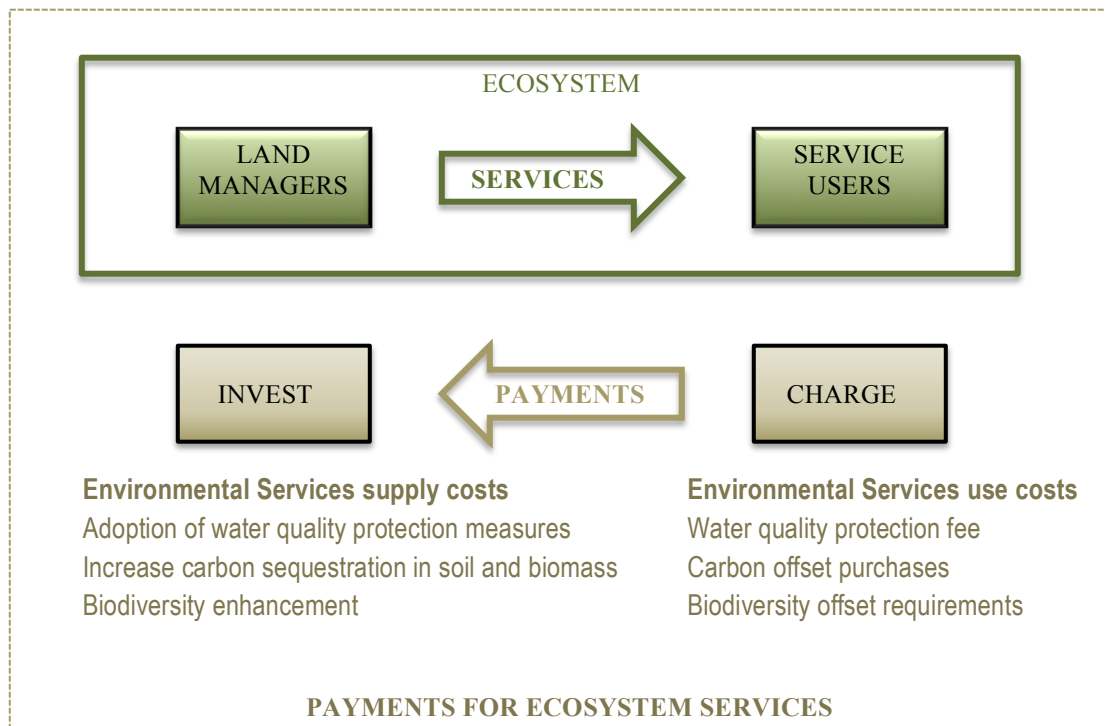 ECOSYSTEM
LAND
MANAGERS
SERVICES
SERVICE
USERS
INVEST
PAYMENTS
CHARGE
Environmental Services supply costs
Adoption of water quality protection measures
Increase carbon sequestration in soil and biomass
Biodiversity enhancement
Environmental Services use costs
Water quality protection fee
Carbon offset purchases
Biodiversity offset requirements
PAYMENTS FOR ECOSYSTEM SERVICES